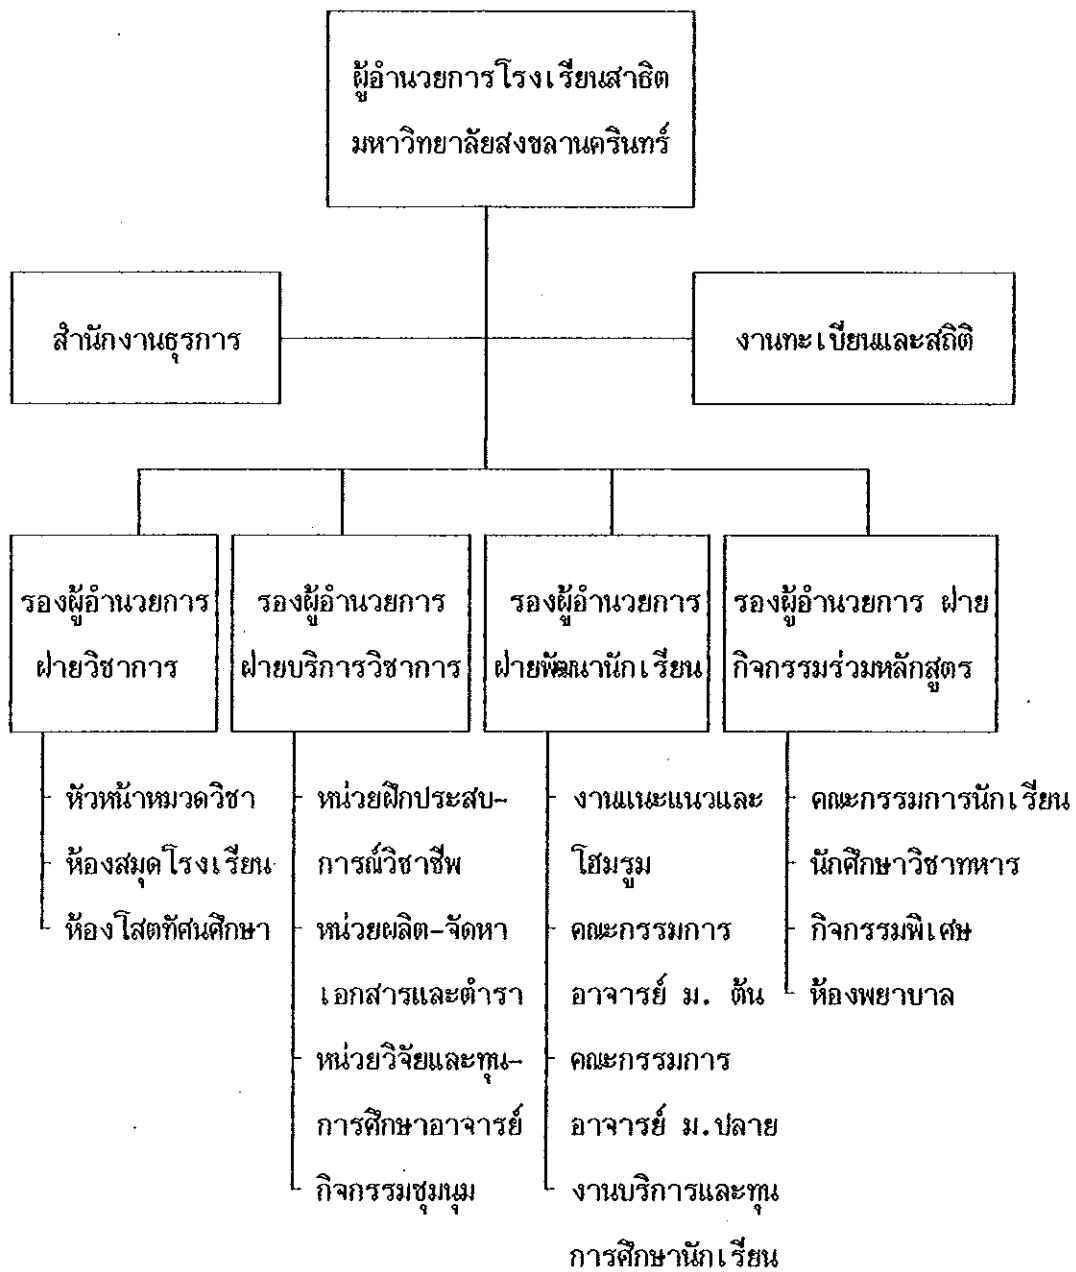 ผู้อำนวยการโรงเรียนสาธิต
มหาวิทยาลัยสงขลานครินทร์
สำนักงานธุรการ
งานทะเบียนและสถิติ
รองผู้อำนวยการ
ฝ่ายวิชาการ
รองผู้อำนวยการ
ฝ่ายบริการวิชาการ
รองผู้อำนวยการ
ฝ่ายพัฒนานักเรียน
รองผู้อำนวยการ ฝ่าย
กิจกรรมร่วมหลักสูตร
หัวหน้าหมวดวิชา
ห้องสมุดโรงเรียน
ห้องโสตทัศนศึกษา
หน่วยฝึกประสบ-
การณ์วิชาชีพ
หน่วยผลิต-จัดหา
เอกสารและตำรา
หน่วยวิจัยและทุน-
การศึกษาอาจารย์
กิจกรรมชุมนุม
งานแนะแนวและ
โฮมรูม
คณะกรรมการ
อาจารย์ ม. ต้น
คณะกรรมการ
อาจารย์ ม.ปลาย
งานบริการและทุน
การศึกษานักเรียน
คณะกรรมการนักเรียน
นักศึกษาวิชาทหาร
กิจกรรมพิเศษ
ห้องพยาบาล